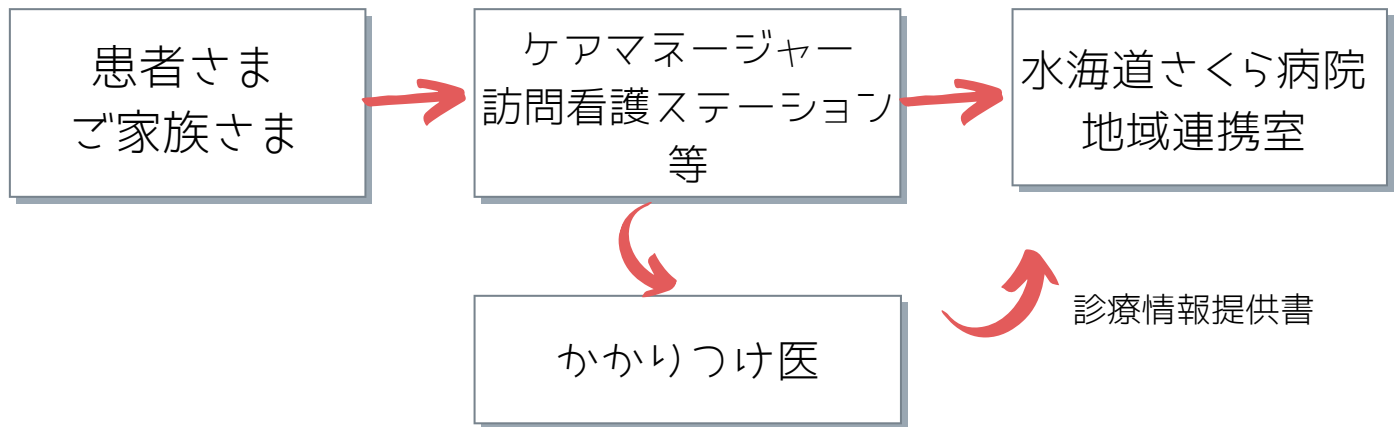 患者さま
ご家族さま
ケアマネージャー
訪問看護ステーション
等
水海道さくら病院
地域連携室
かかりつけ医
診療情報提供書